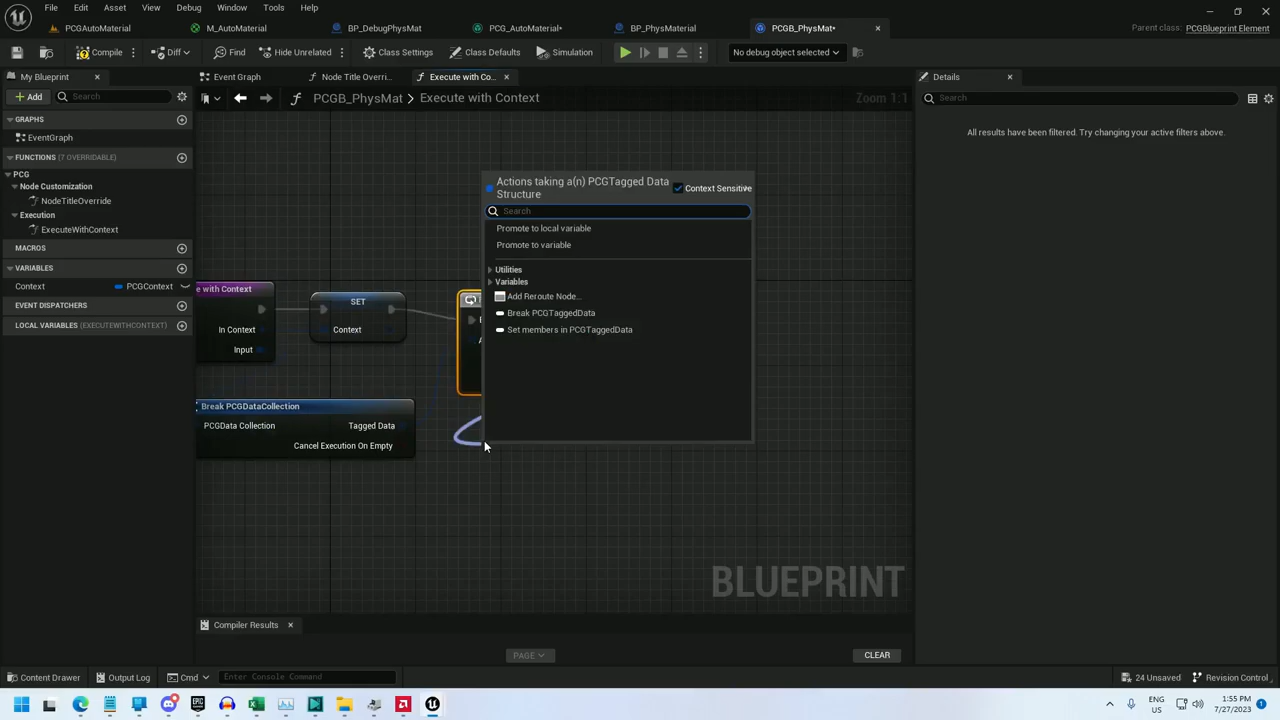 File Edit Asset View Debug Window Tools Help
PCGAutoMaterial M_AutoMaterial BP_DebugPhysMat PCG_AutoMaterial* BP_PhysMaterial PCGB_PhysMat*
Parent class: PCGBlueprint Element
Compile Diff Find Hide Unrelated Class Settings Class Defaults Simulation No debug object selected
My Blueprint
Event Graph Node Title Overri... Execute with Co...
Details
Add Search
PCGB_PhysMat Execute with Context
Zoom 1:1
Search
GRAPHS
EventGraph
FUNCTIONS (7 OVERRIDABLE)
PCG
Node Customization
NodeTitleOverride
Execution
ExecuteWithContext
MACROS
VARIABLES
Context PCGContext
EVENT DISPATCHERS
LOCAL VARIABLES (EXECUTEWITHCONTEXT)
All results have been filtered. Try changing your active filters above.
Actions taking a(n) PCGTagged Data
Structure
Context Sensitive
Search
Promote to local variable
Promote to variable
Utilities
Variables
Add Reroute Node...
Break PCGTaggedData
Set members in PCGTaggedData
e with Context
In Context
Input
SET
Context
Break PCGDataCollection
PCGData Collection Tagged Data
Cancel Execution On Empty
BLUEPRINT
Compiler Results
PAGE
CLEAR
Content Drawer Output Log Cmd Enter Console Command 24 Unsaved Revision Control
ENG
US
1:55 PM
7/27/2023